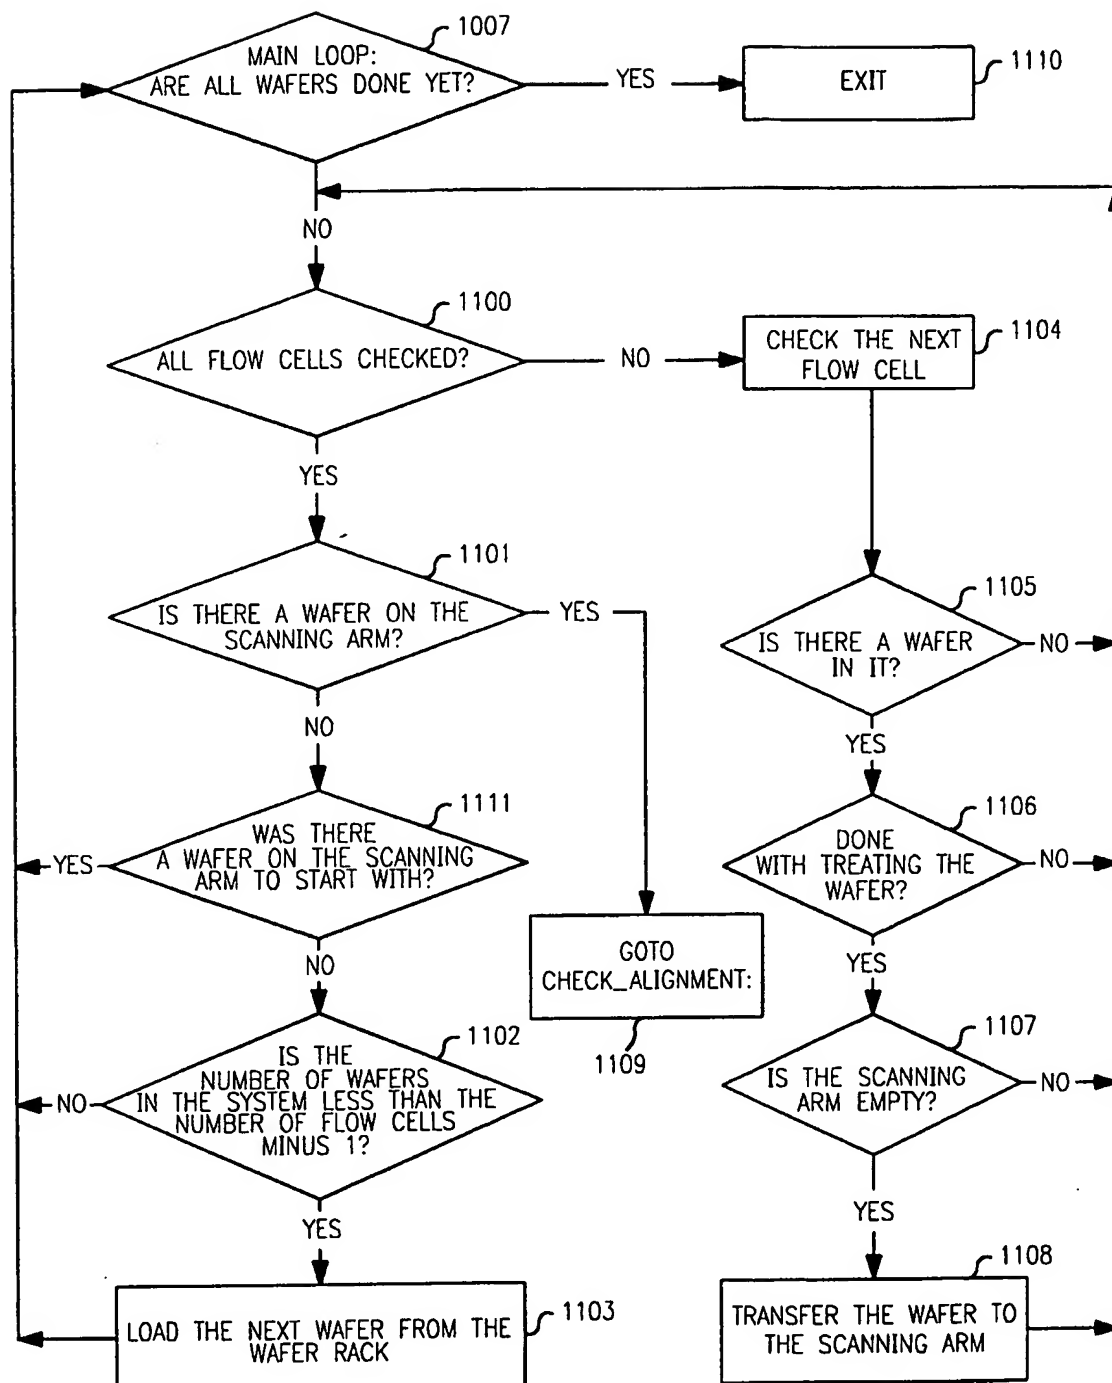 1007
MAIN LOOP:
ARE ALL WAFERS DONE YET?
YES
EXIT
1110
NO
1100
ALL FLOW CELLS CHECKED?
NO
CHECK THE NEXT
FLOW CELL
1104
YES
1101
IS THERE A WAFER ON THE
SCANNING ARM?
YES
1105
IS THERE A WAFER
IN IT?
NO
NO
YES
1111
WAS THERE
A WAFER ON THE SCANNING
ARM TO START WITH?
YES
1106
DONE
WITH TREATING THE
WAFER?
NO
NO
GOTO
CHECK_ALIGNMENT:
1109
YES
1102
IS THE
NUMBER OF WAFERS
IN THE SYSTEM LESS THAN THE
NUMBER OF FLOW CELLS
MINUS 1?
NO
1107
IS THE SCANNING
ARM EMPTY?
NO
YES
YES
1103
LOAD THE NEXT WAFER FROM THE
WAFER RACK
1108
TRANSFER THE WAFER TO
THE SCANNING ARM